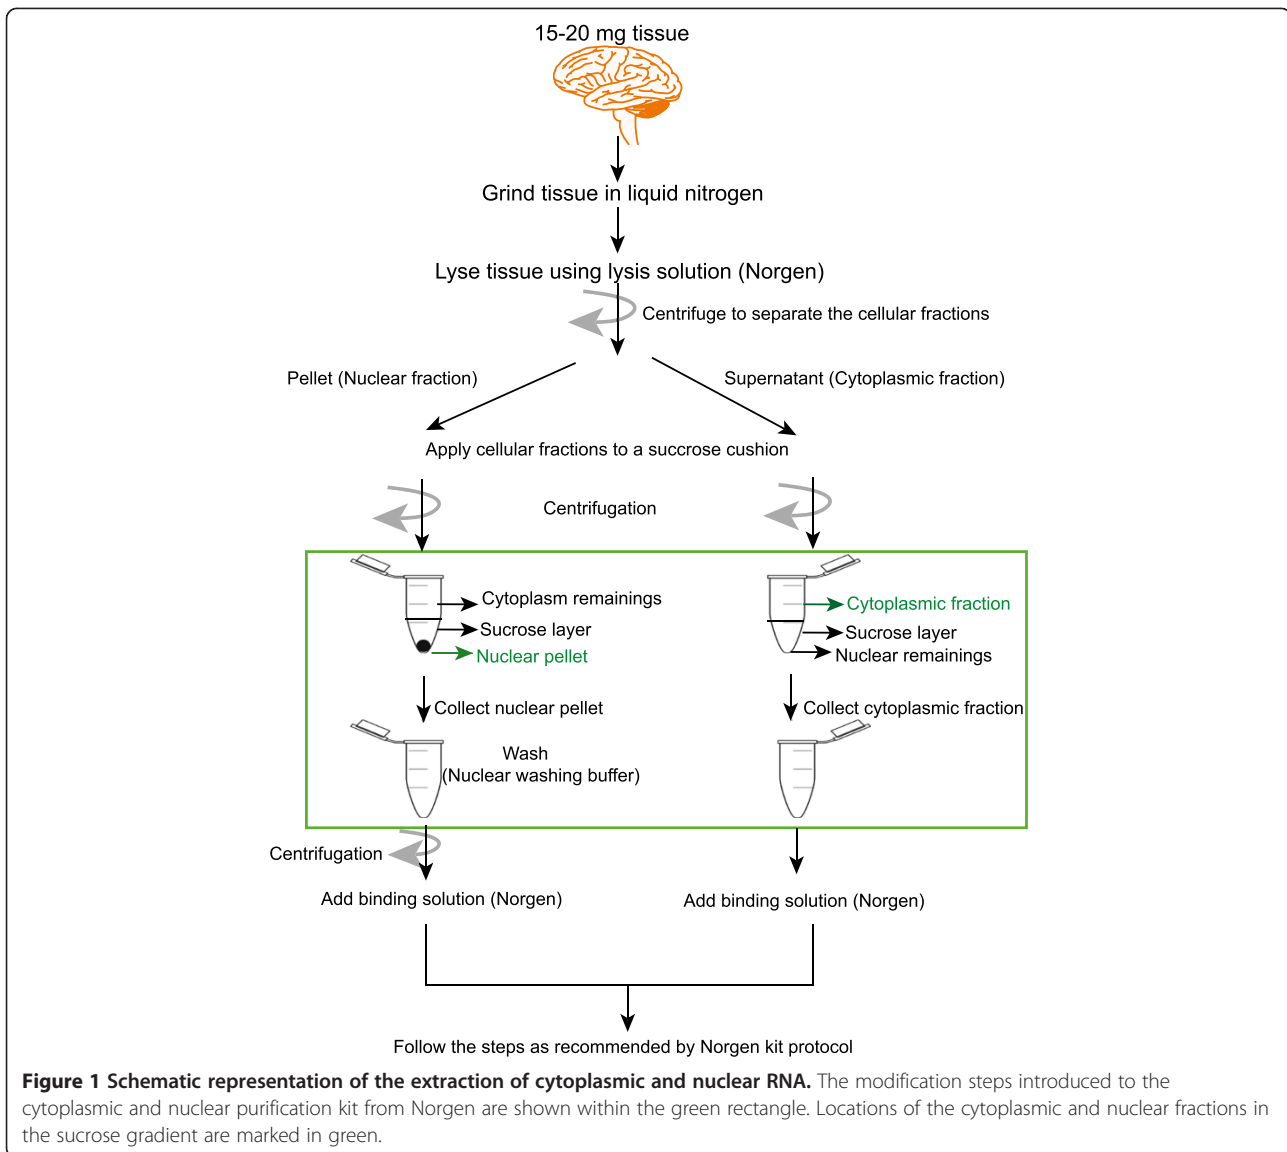 15-20 mg tissue
Grind tissue in liquid nitrogen
Lyse tissue using lysis solution (Norgen)
Centrifuge to separate the cellular fractions
Pellet (Nuclear fraction)
Supernatant (Cytoplasmic fraction)
Apply cellular fractions to a succrose cushion
Centrifugation
Cytoplasm remainings
Sucrose layer
Nuclear pellet
Cytoplasmic fraction
Sucrose layer
Nuclear remainings
Collect nuclear pellet
Collect cytoplasmic fraction
Wash
(Nuclear washing buffer)
Centrifugation
Add binding solution (Norgen)
Add binding solution (Norgen)
Follow the steps as recommended by Norgen kit protocol
Figure 1 Schematic representation of the extraction of cytoplasmic and nuclear RNA. The modification steps introduced to the
cytoplasmic and nuclear purification kit from Norgen are shown within the green rectangle. Locations of the cytoplasmic and nuclear fractions in
the sucrose gradient are marked in green.